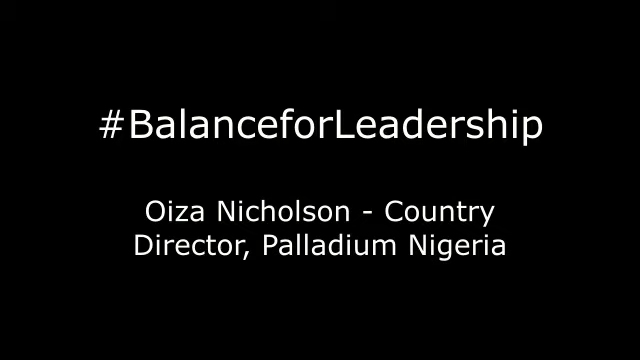 #BalanceforLeadership
Oiza Nicholson - Country
Director, Palladium Nigeria